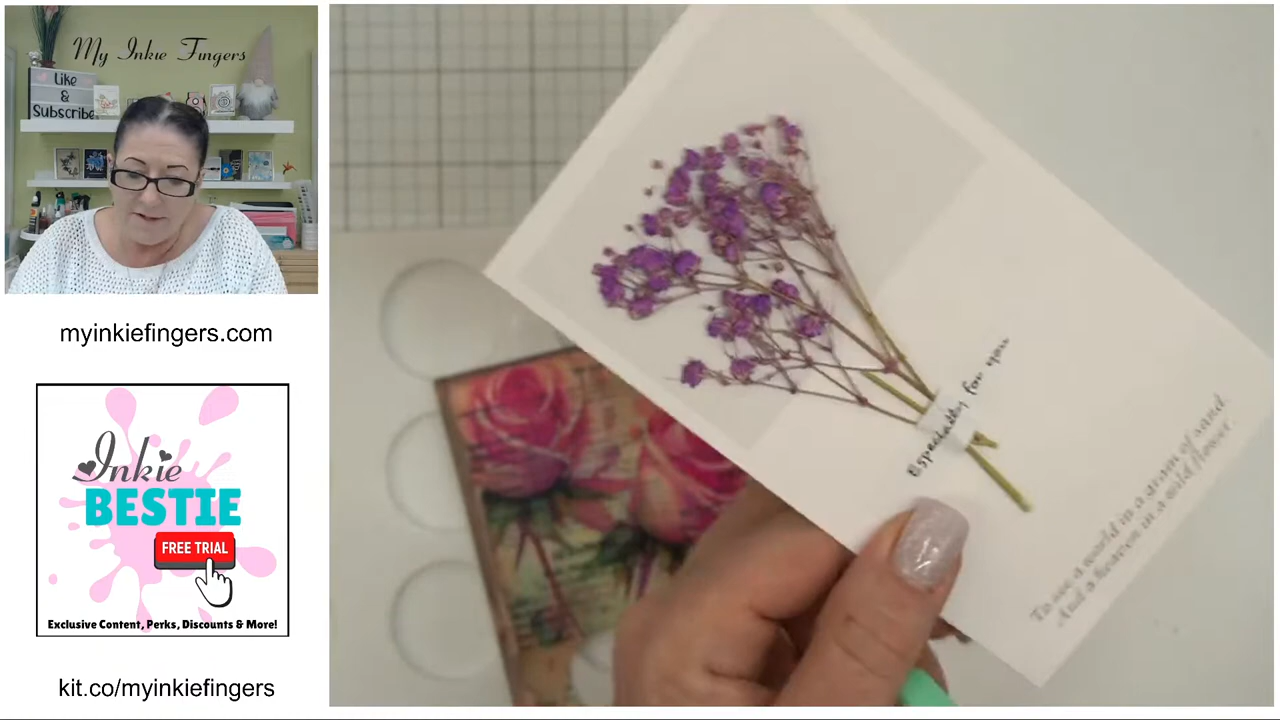 My Inkie Fingers
Like
&
Subscribe
myinkiefingers.com
Inkie
BESTIE
FREE TRIAL
Exclusive Content, Perks, Discounts & More!
kit.co/myinkiefingers
Especially for you
To see a world in a grain of sand.
And a heaven in a wild flower.